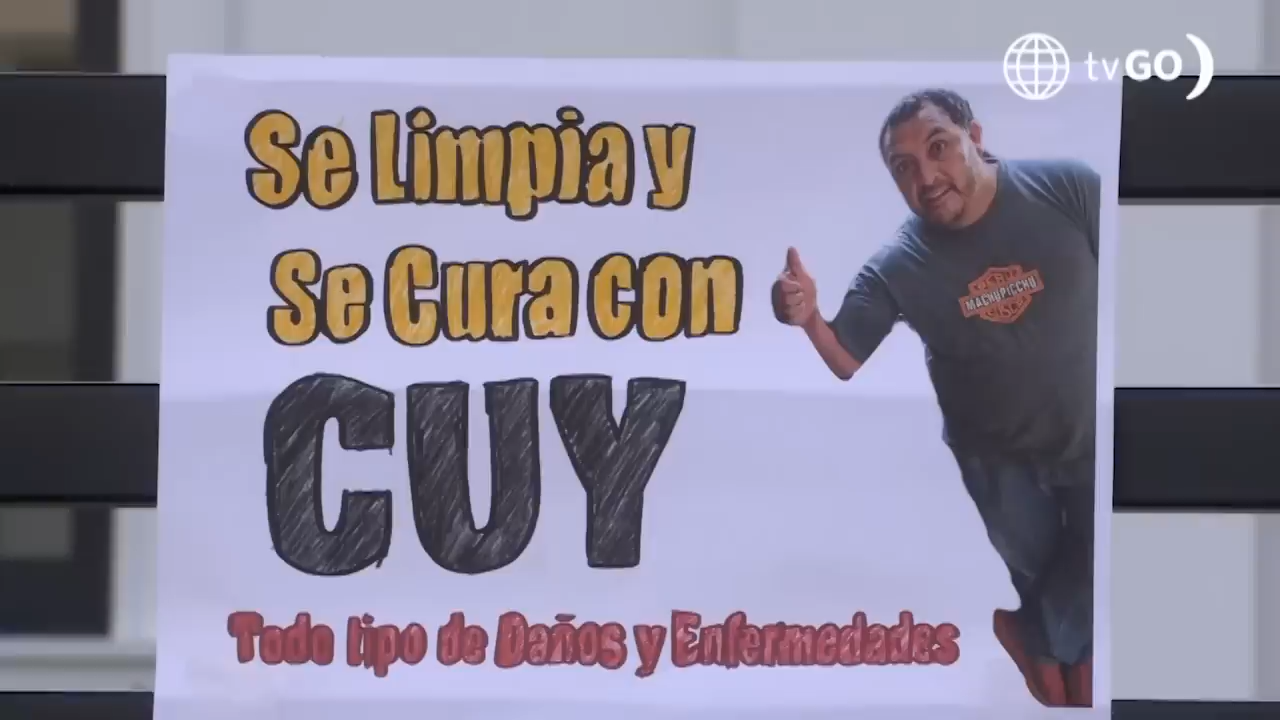 tvGO
Se Limpia y
Se Cura con
CUY
Todo tipo de Daños y Enfermedades
MACHUPICCHU